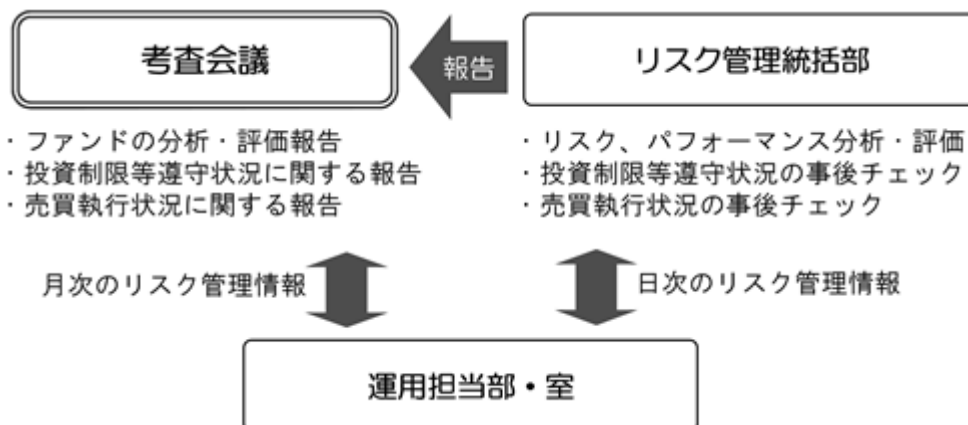 考査会議
報告
リスク管理統括部
・ファンドの分析・評価報告
・投資制限等遵守状況に関する報告
・売買執行状況に関する報告
・リスク、パフォーマンス分析・評価
・投資制限等遵守状況の事後チェック
・売買執行状況の事後チェック
月次のリスク管理情報
日次のリスク管理情報
運用担当部・室